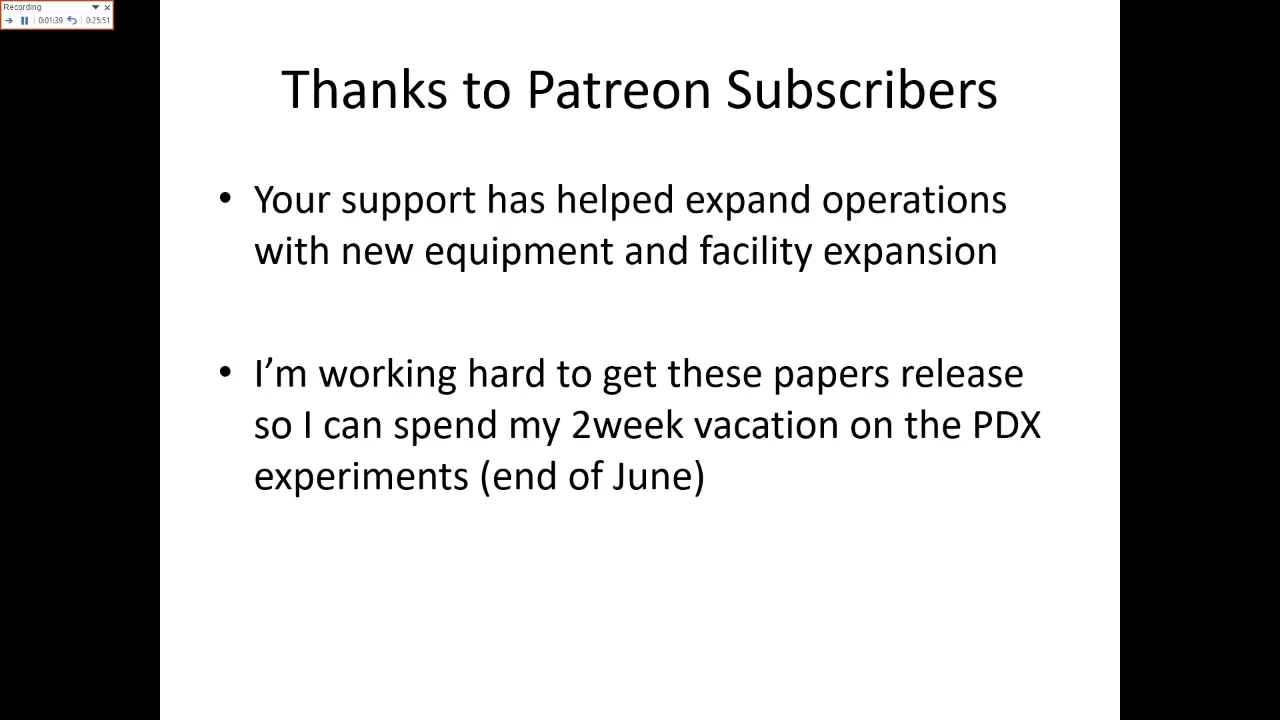 Recording
0:01:39 0:25:51
Thanks to Patreon Subscribers
• Your support has helped expand operations
with new equipment and facility expansion
• I’m working hard to get these papers release
so I can spend my 2week vacation on the PDX
experiments (end of June)